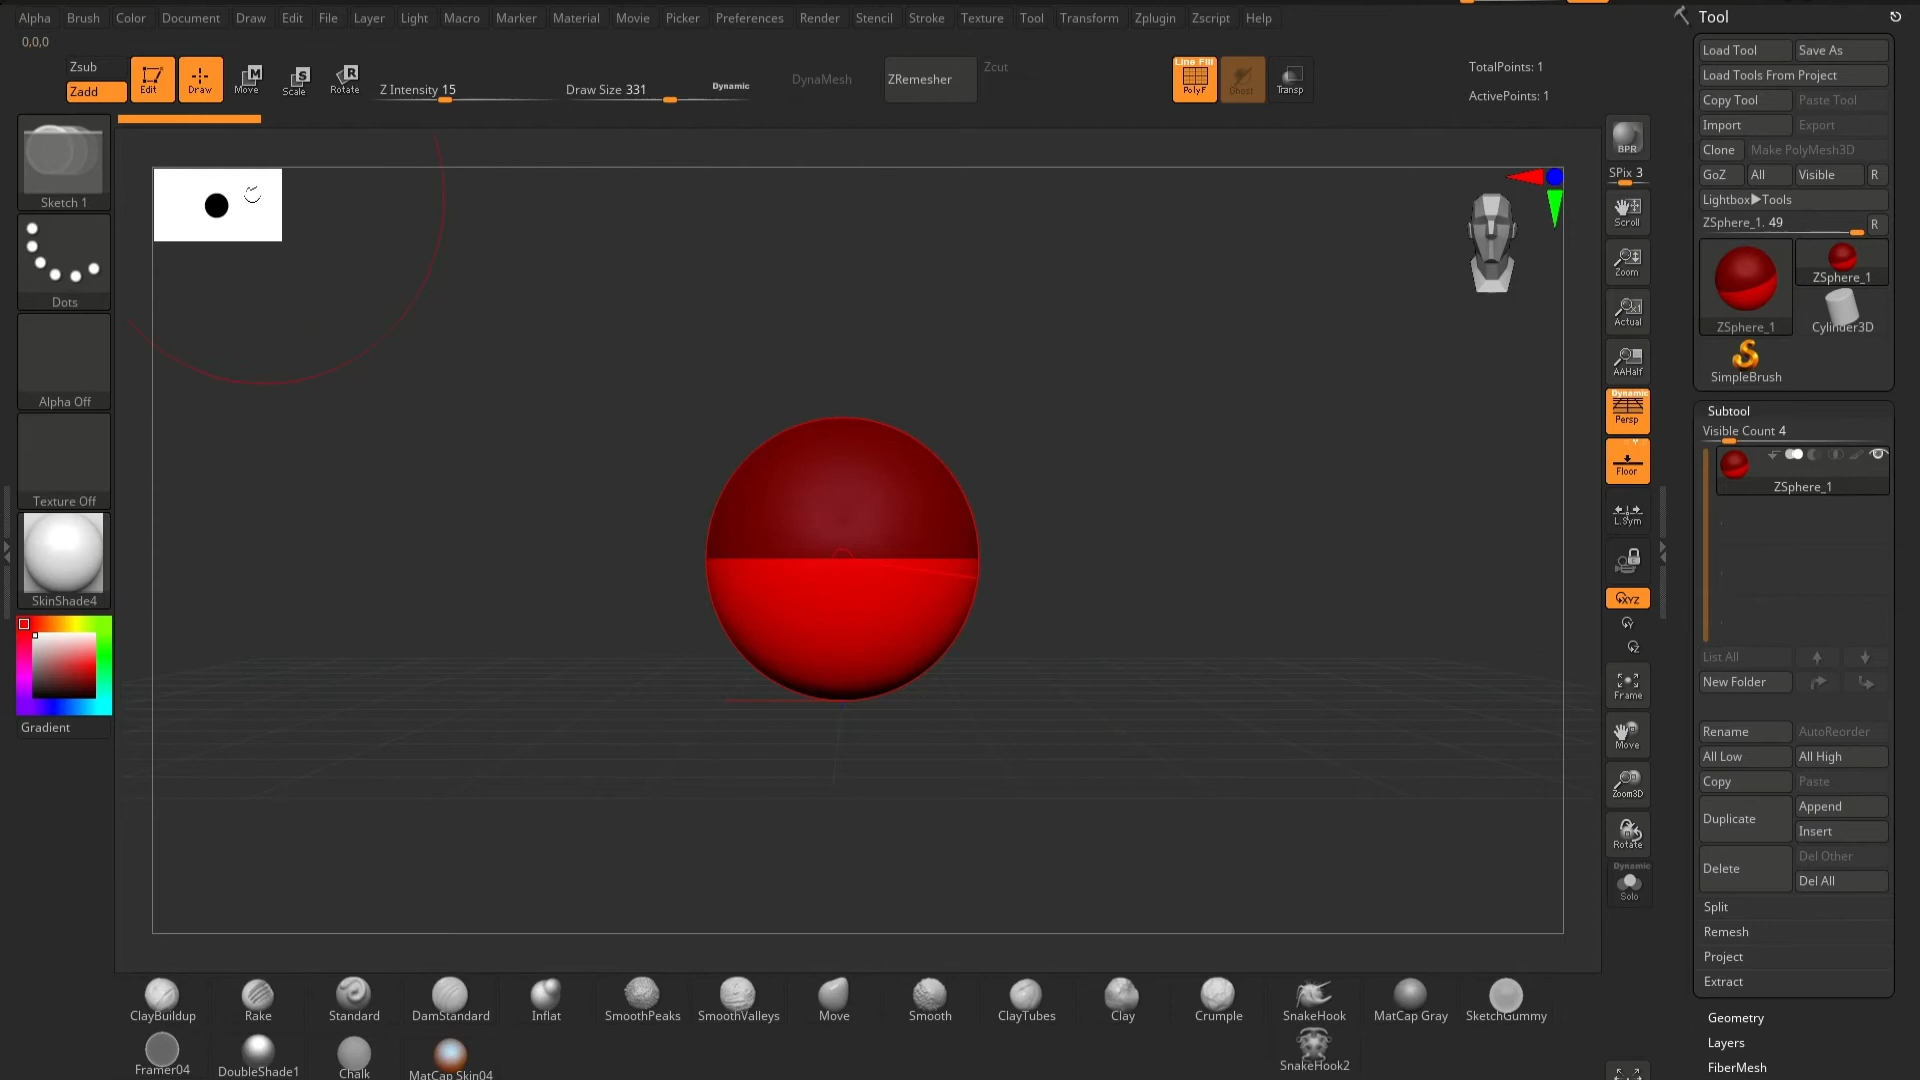 Alpha Brush Color Document Draw Edit File Layer Light Macro Marker Material Movie Picker Preferences Render Stencil Stroke Texture Tool Transform Zplugin Zscript Help
0,0,0
Zsub
Zadd
Edit
Draw
Move
Scale
Rotate
Z Intensity 15
Draw Size 331
Dynamic
DynaMesh
ZRemesher
Zcut
Line Fill
PolyF
Ghost
Transp
TotalPoints: 1
ActivePoints: 1
Sketch 1
Dots
Alpha Off
Texture Off
SkinShade4
Gradient
BPR
SPix 3
Scroll
Zoom
Actual
AAHalf
Dynamic
Persp
Floor
L.Sym
XYZ
Y
Z
Frame
Move
Zoom3D
Rotate
Dynamic
Solo
Tool
Load Tool Save As
Load Tools From Project
Copy Tool Paste Tool
Import Export
Clone Make PolyMesh3D
GoZ All Visible R
Lightbox▶Tools
ZSphere_1. 49 R
ZSphere_1
ZSphere_1
Cylinder3D
SimpleBrush
Subtool
Visible Count 4
ZSphere_1
List All
New Folder
Rename AutoReorder
All Low All High
Copy Paste
Duplicate Append
Insert
Delete Del Other
Del All
Split
Remesh
Project
Extract
Geometry
Layers
FiberMesh
ClayBuildup Rake Standard DamStandard Inflat SmoothPeaks SmoothValleys Move Smooth ClayTubes Clay Crumple SnakeHook MatCap Gray SketchGummy
Framer04 DoubleShade1 Chalk MatCap Skin04 SnakeHook2